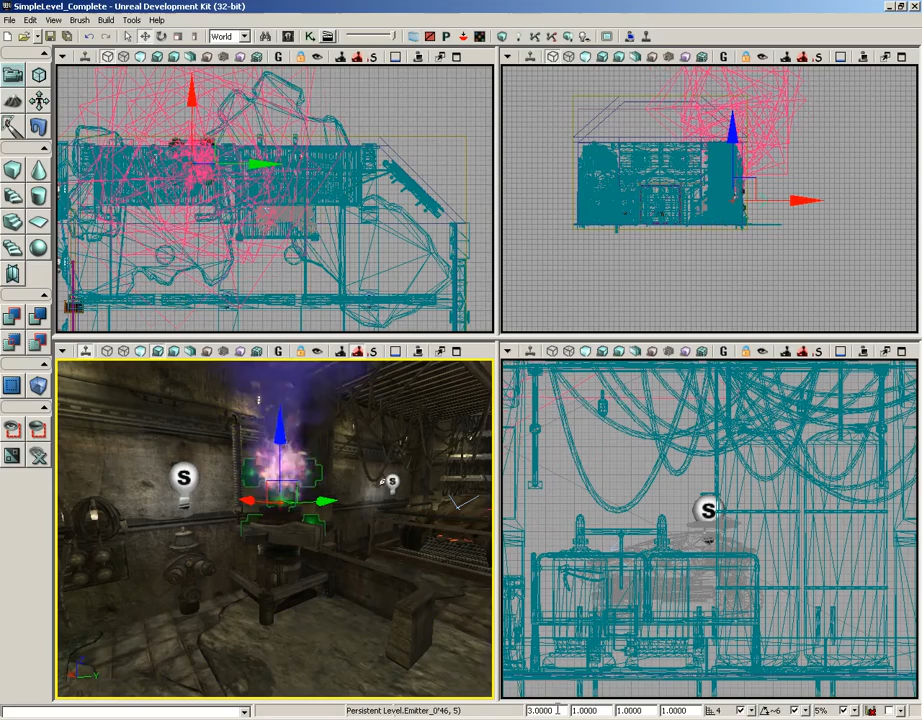 SimpleLevel_Complete - Unreal Development Kit (32-bit)
File Edit View Brush Build Tools Help
World
G
S
G
S
G
S
G
S
S
S
S
X
Y
Persistent Level.Emitter_0'46, 5) 3.0000 1.0000 1.0000 1.0000 4 ~6 5%